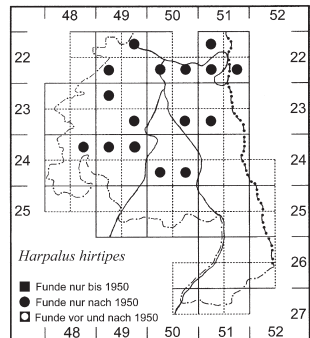 48 49 50 51 52
22 22
23 23
24 24
25 25
Harpalus hirtipes
Funde nur bis 1950
26
Funde nur nach 1950
Funde vor und nach 1950
27
48 49 50 51 52